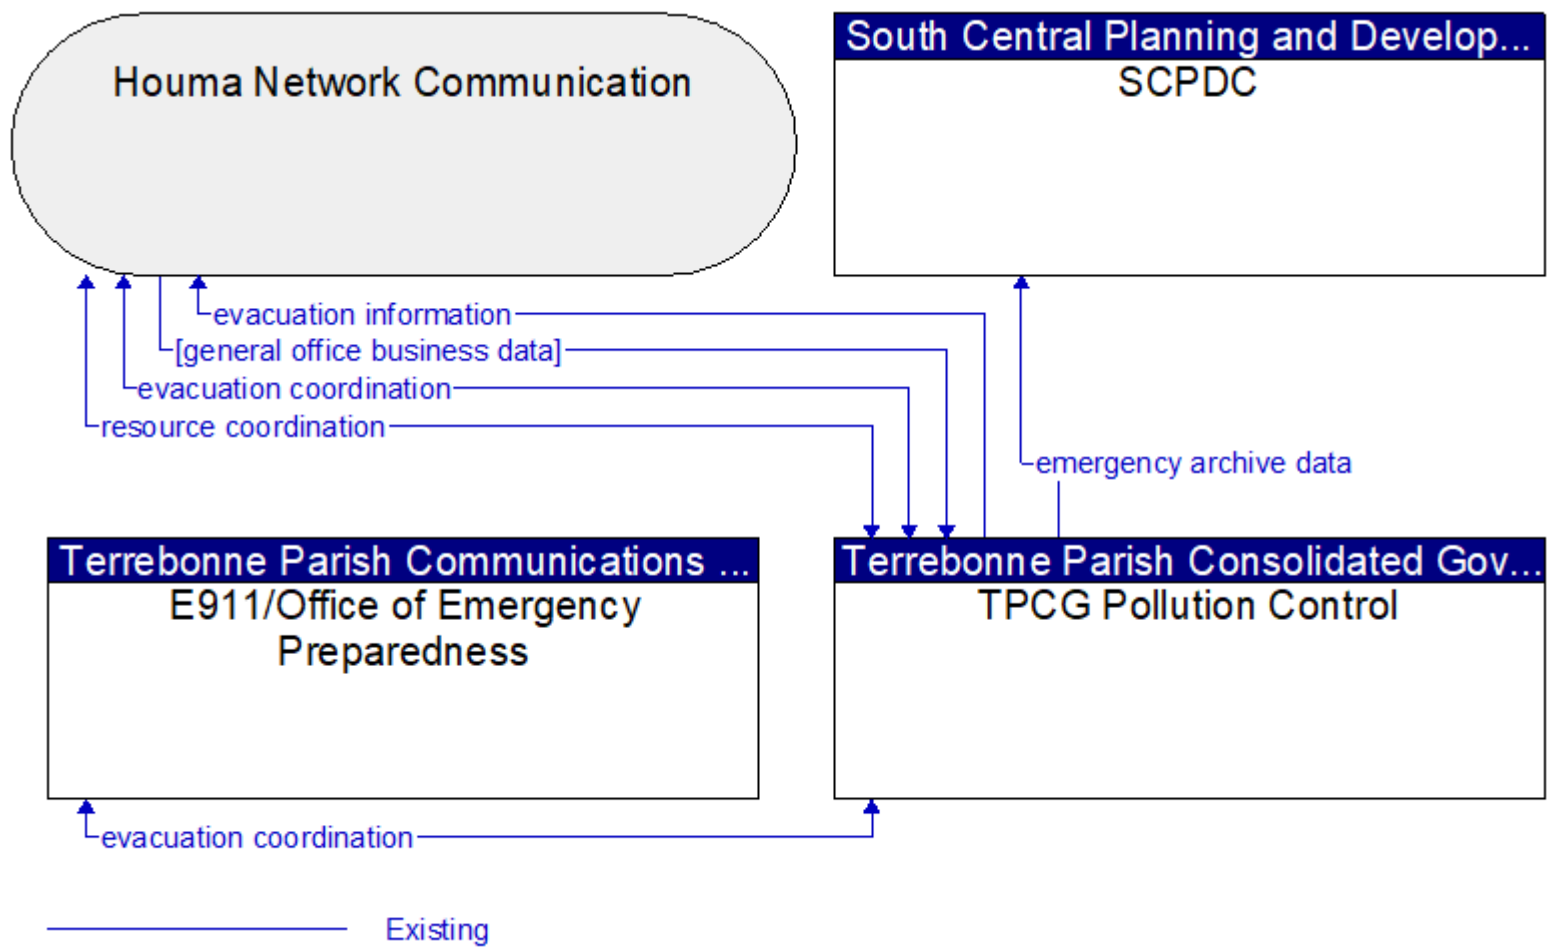 Houma Network Communication
South Central Planning and Develop...
SCPDC
evacuation information
[general office business data]
evacuation coordination
resource coordination
emergency archive data
Terrebonne Parish Communications ...
E911/Office of Emergency
Preparedness
Terrebonne Parish Consolidated Gov...
TPCG Pollution Control
evacuation coordination
Existing